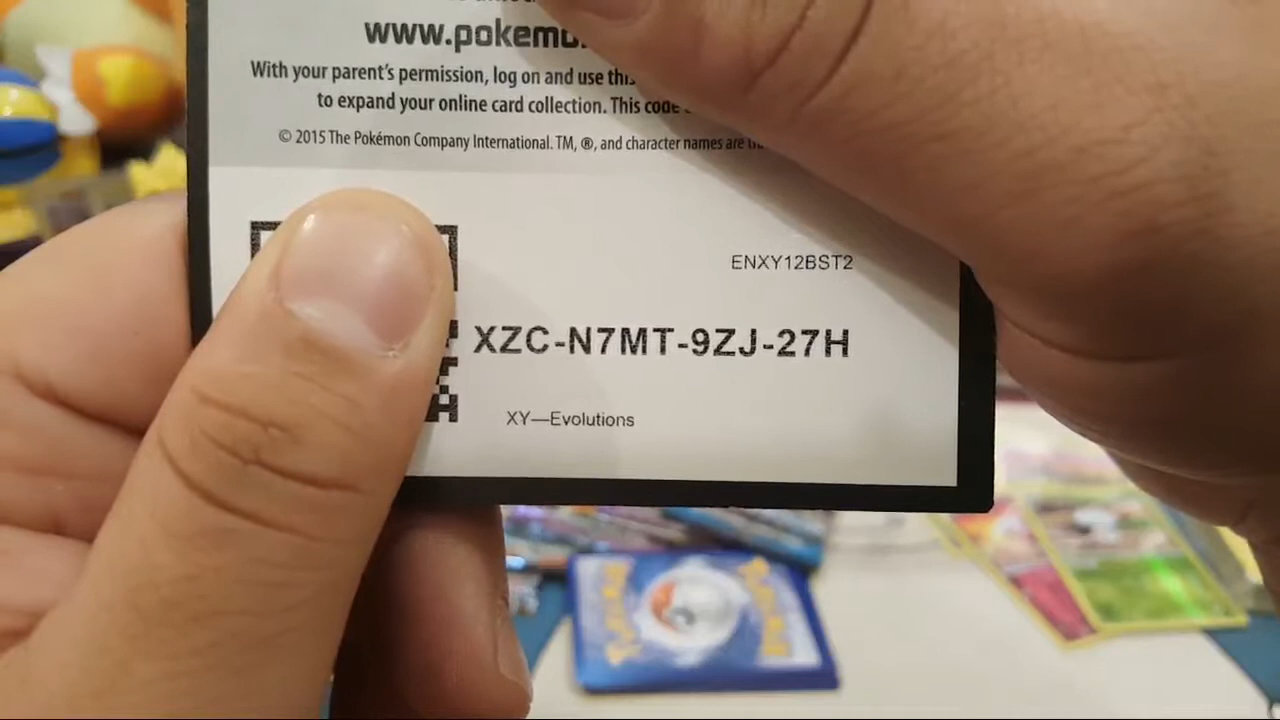 www.pokemo
With your parent's permission, log on and use this
to expand your online card collection. This code
© 2015 The Pokémon Company International. TM, ®, and character names are
ENXY12BST2
XZC-N7MT-9ZJ-27H
XY—Evolutions